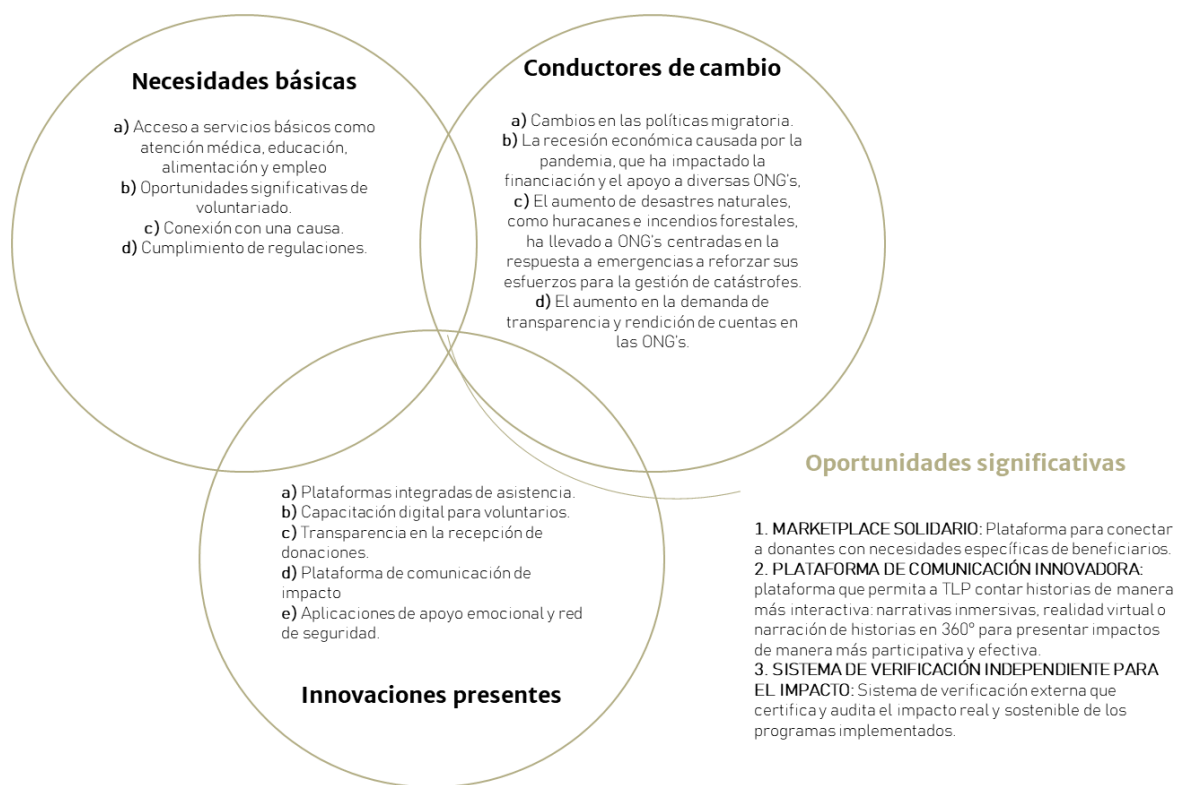 Necesidades básicas
a) Acceso a servicios básicos como
atención médica, educación,
alimentación y empleo
b) Oportunidades significativas de
voluntariado.
c) Conexión con una causa.
d) Cumplimiento de regulaciones.
Conductores de cambio
a) Cambios en las políticas migratoria.
b) La recesión económica causada por la
pandemia, que ha impactado la
financiación y el apoyo a diversas ONG's,
c) El aumento de desastres naturales,
como huracanes e incendios forestales,
ha llevado a ONG's centradas en la
respuesta a emergencias a reforzar sus
esfuerzos para la gestión de catástrofes.
d) El aumento en la demanda de
transparencia y rendición de cuentas en
las ONG's.
a) Plataformas integradas de asistencia.
b) Capacitación digital para voluntarios.
c) Transparencia en la recepción de
donaciones.
d) Plataforma de comunicación de
impacto
e) Aplicaciones de apoyo emocional y red
de seguridad.
Innovaciones presentes
Oportunidades significativas
1. MARKETPLACE SOLIDARIO: Plataforma para conectar
a donantes con necesidades específicas de beneficiarios.
2. PLATAFORMA DE COMUNICACIÓN INNOVADORA:
plataforma que permita a TLP contar historias de manera
más interactiva: narrativas inmersivas, realidad virtual o
narración de historias en 360° para presentar impactos
de manera más participativa y efectiva.
3. SISTEMA DE VERIFICACIÓN INDEPENDIENTE PARA
EL IMPACTO: Sistema de verificación externa que
certifica y audita el impacto real y sostenible de los
programas implementados.